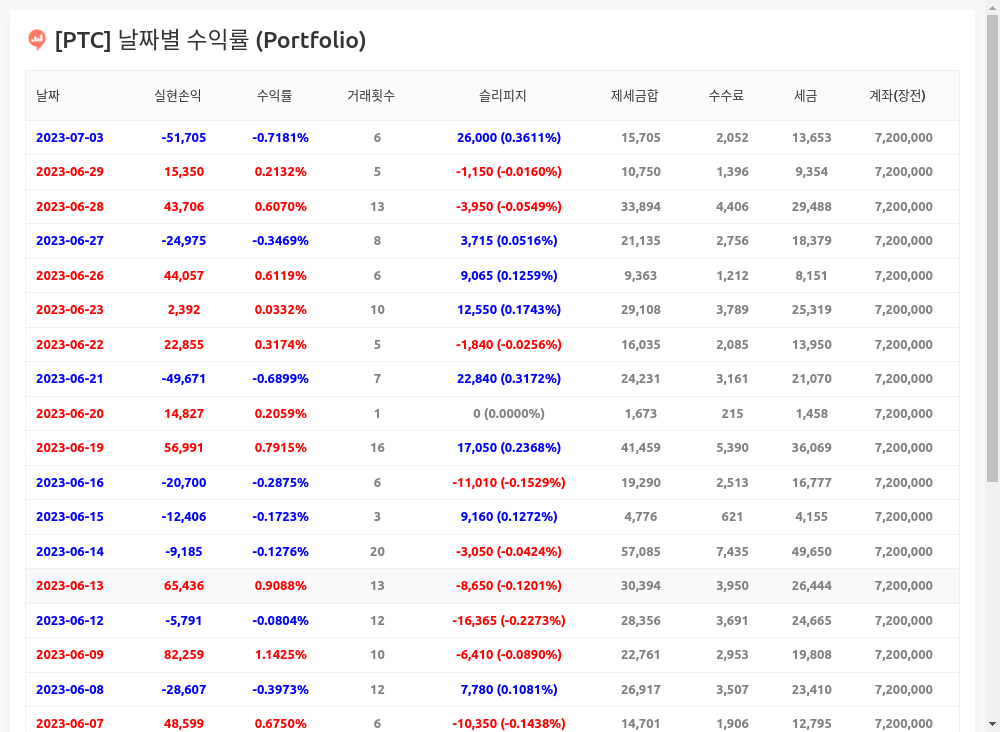 [PTC] 날짜별 수익률 (Portfolio)
날짜 실현손익 수익률 거래횟수 슬리피지 제세금합 수수료 세금 계좌(장전)
2023-07-03 -51,705 -0.7181% 6 26,000 (0.3611%) 15,705 2,052 13,653 7,200,000
2023-06-29 15,350 0.2132% 5 -1,150 (-0.0160%) 10,750 1,396 9,354 7,200,000
2023-06-28 43,706 0.6070% 13 -3,950 (-0.0549%) 33,894 4,406 29,488 7,200,000
2023-06-27 -24,975 -0.3469% 8 3,715 (0.0516%) 21,135 2,756 18,379 7,200,000
2023-06-26 44,057 0.6119% 6 9,065 (0.1259%) 9,363 1,212 8,151 7,200,000
2023-06-23 2,392 0.0332% 10 12,550 (0.1743%) 29,108 3,789 25,319 7,200,000
2023-06-22 22,855 0.3174% 5 -1,840 (-0.0256%) 16,035 2,085 13,950 7,200,000
2023-06-21 -49,671 -0.6899% 7 22,840 (0.3172%) 24,231 3,161 21,070 7,200,000
2023-06-20 14,827 0.2059% 1 0 (0.0000%) 1,673 215 1,458 7,200,000
2023-06-19 56,991 0.7915% 16 17,050 (0.2368%) 41,459 5,390 36,069 7,200,000
2023-06-16 -20,700 -0.2875% 6 -11,010 (-0.1529%) 19,290 2,513 16,777 7,200,000
2023-06-15 -12,406 -0.1723% 3 9,160 (0.1272%) 4,776 621 4,155 7,200,000
2023-06-14 -9,185 -0.1276% 20 -3,050 (-0.0424%) 57,085 7,435 49,650 7,200,000
2023-06-13 65,436 0.9088% 13 -8,650 (-0.1201%) 30,394 3,950 26,444 7,200,000
2023-06-12 -5,791 -0.0804% 12 -16,365 (-0.2273%) 28,356 3,691 24,665 7,200,000
2023-06-09 82,259 1.1425% 10 -6,410 (-0.0890%) 22,761 2,953 19,808 7,200,000
2023-06-08 -28,607 -0.3973% 12 7,780 (0.1081%) 26,917 3,507 23,410 7,200,000
2023-06-07 48,599 0.6750% 6 -10,350 (-0.1438%) 14,701 1,906 12,795 7,200,000